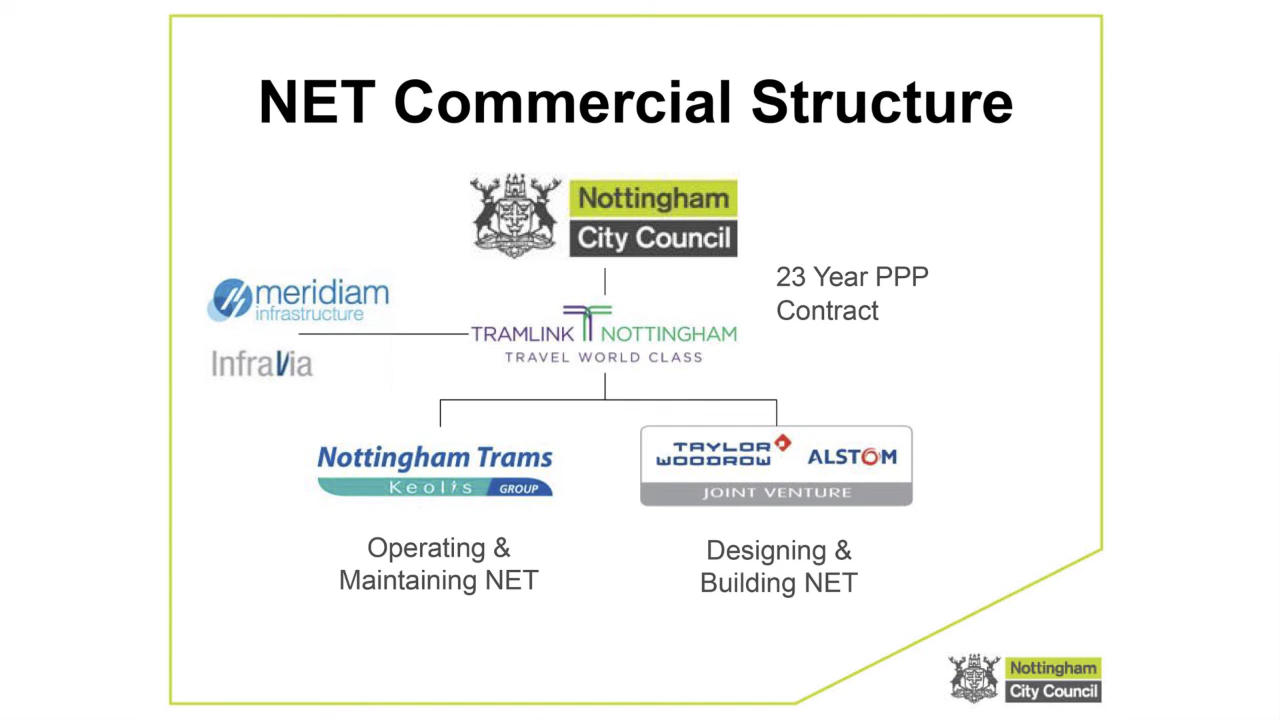 NET Commercial Structure
Nottingham
City Council
23 Year PPP
Contract
meridiam
infrastructure
TRAMLINK NOTTINGHAM
TRAVEL WORLD CLASS
InfraVia
Nottingham Trams
Keolis GROUP
TAYLOR
WOODROW
ALSTOM
JOINT VENTURE
Operating &
Maintaining NET
Designing &
Building NET
Nottingham
City Council